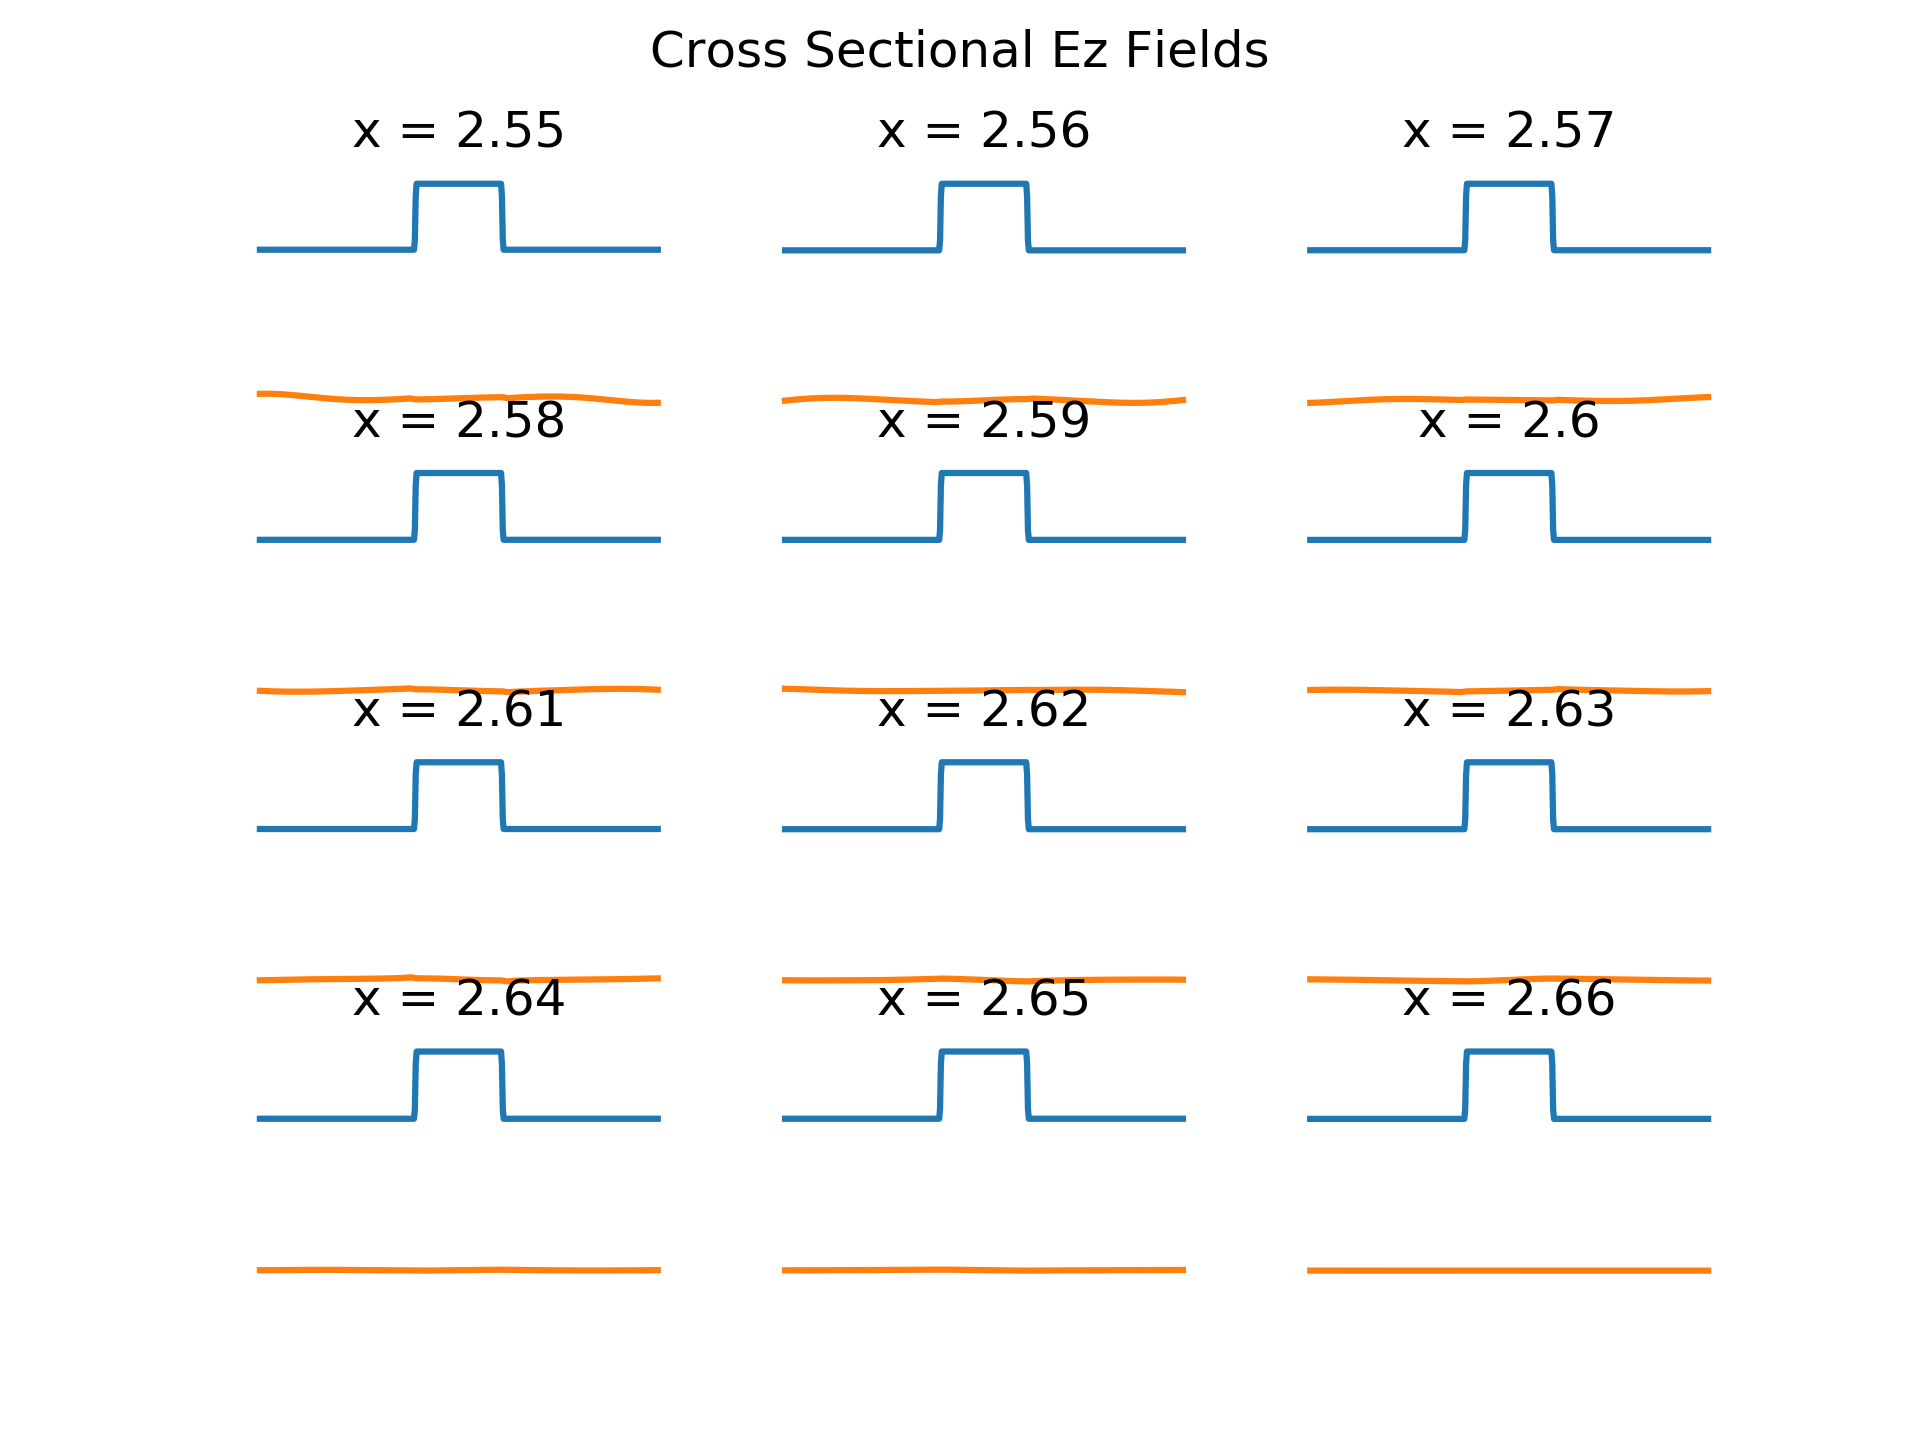 Cross Sectional Ez Fields
x = 2.55
x = 2.56
x = 2.57
x = 2.58
x = 2.59
x = 2.6
x = 2.61
x = 2.62
x = 2.63
x = 2.64
x = 2.65
x = 2.66